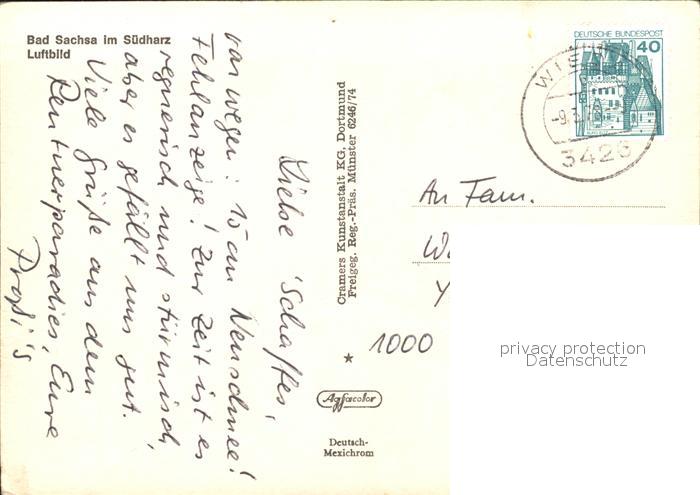 Bad Sachsa im Südharz
Luftbild
Liebe 'Schaffes',
von wegen! 15 cm Neuschnee!
Fehlanzeige! Zur Zeit ist es
regnerisch und stürmisch,
aber es gefällt uns gut.
Viele Grüße aus dem
Rentnerparadies, Eure
Cramers Kunstanstalt KG, Dortmund
Freigeg. Reg.-Präs. Münster 6246/74
Agfacolor
Deutsch-
Mexichrom
DEUTSCHE BUNDESPOST
40
3426
An Fam.
1000
privacy protection
Datenschutz